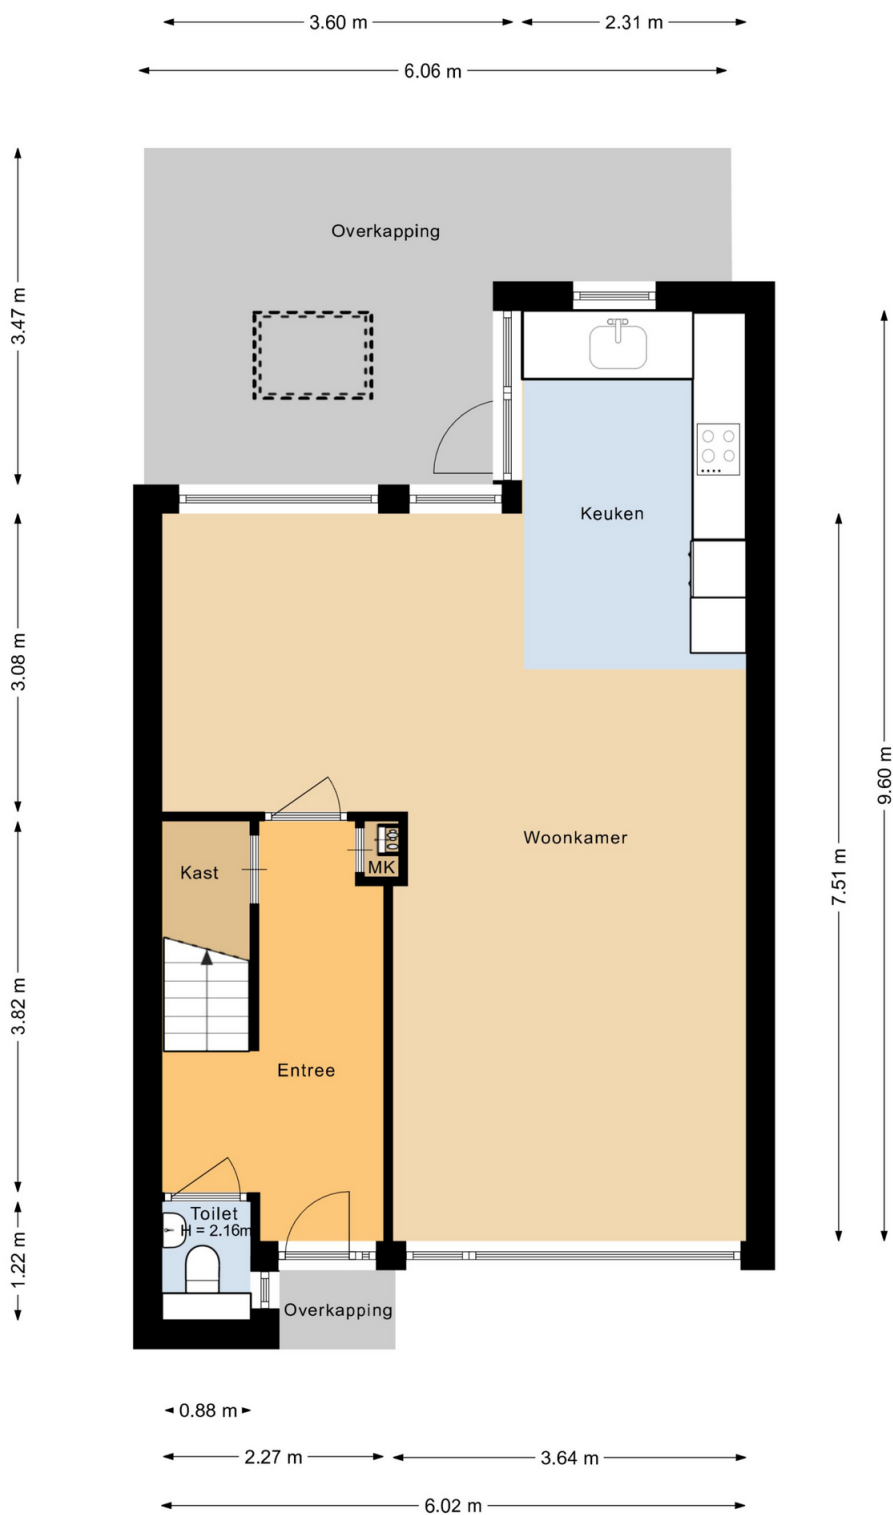 3.60 m
2.31 m
6.06 m
Overkapping
3.47 m
Keuken
3.08 m
9.60 m
Woonkamer
7.51 m
Kast
MK
3.82 m
Entree
Toilet
H = 2.16m
1.22 m
Overkapping
0.88 m
2.27 m
3.64 m
6.02 m